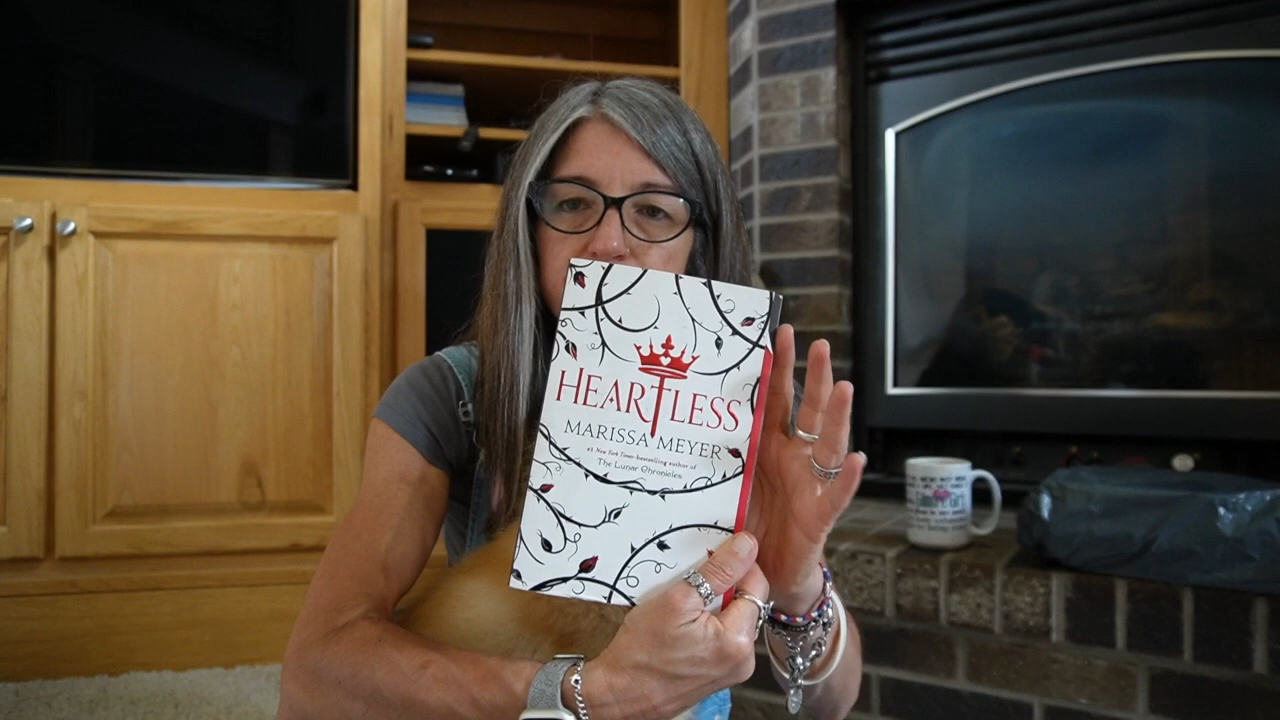 HEARTLESS
MARISSA MEYER
#1 New York Times-bestselling author of
The Lunar Chronicles